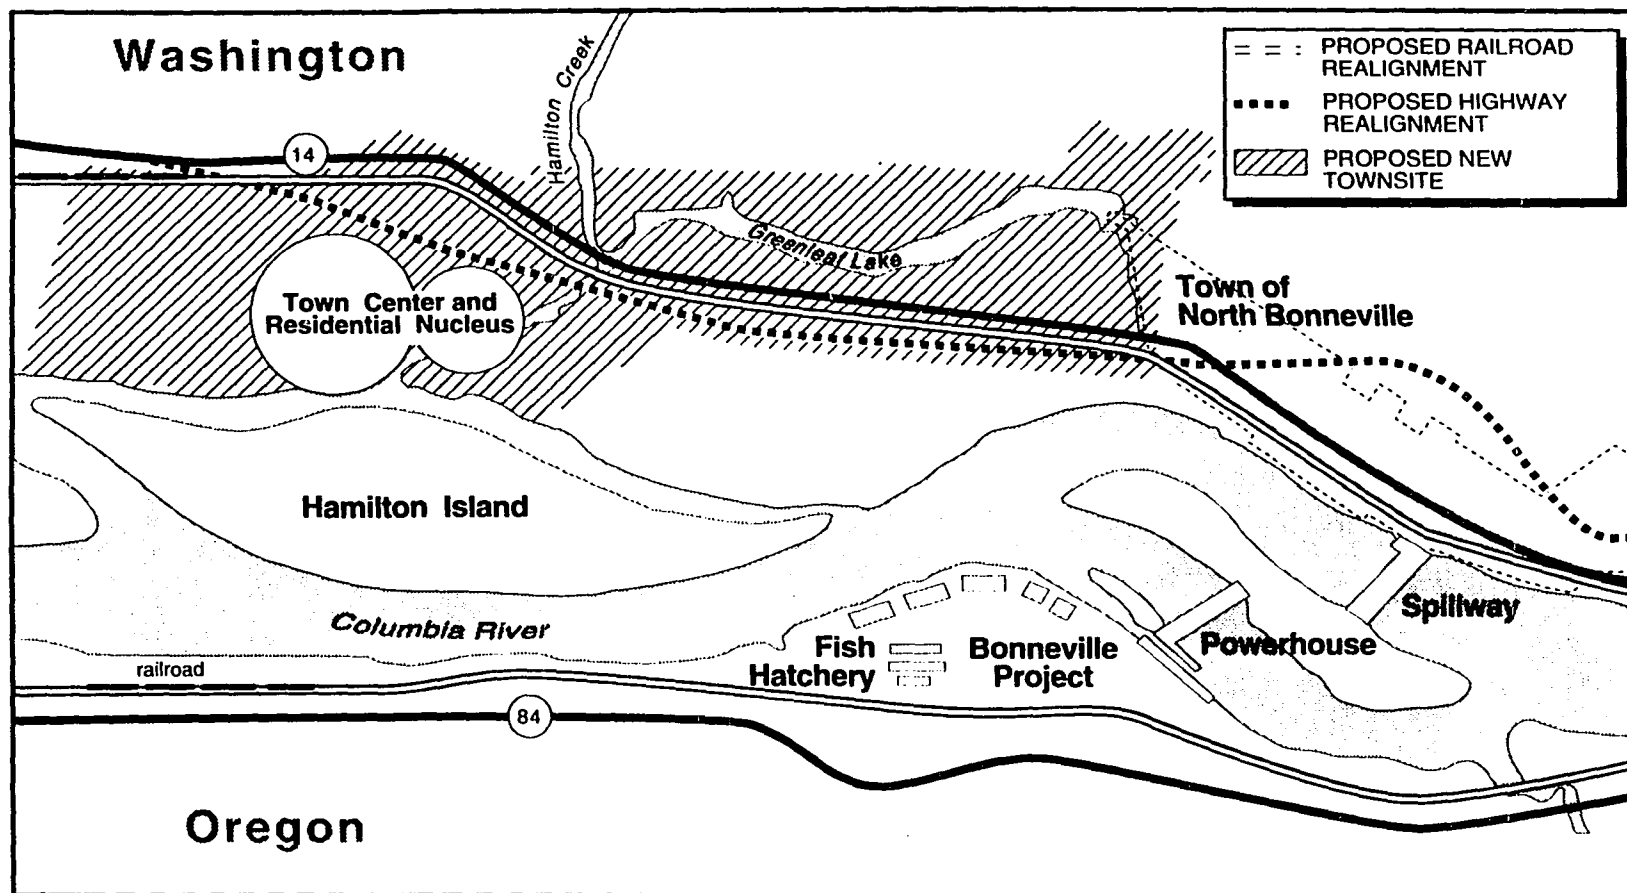 Washington
Hamilton Creek
PROPOSED RAILROAD
REALIGNMENT
PROPOSED HIGHWAY
REALIGNMENT
PROPOSED NEW
TOWNSITE
14
Greenleaf Lake
Town of
North Bonneville
Town Center and
Residential Nucleus
Hamilton Island
Columbia River
railroad
Fish
Hatchery
Bonneville
Project
Powerhouse
Spillway
84
Oregon